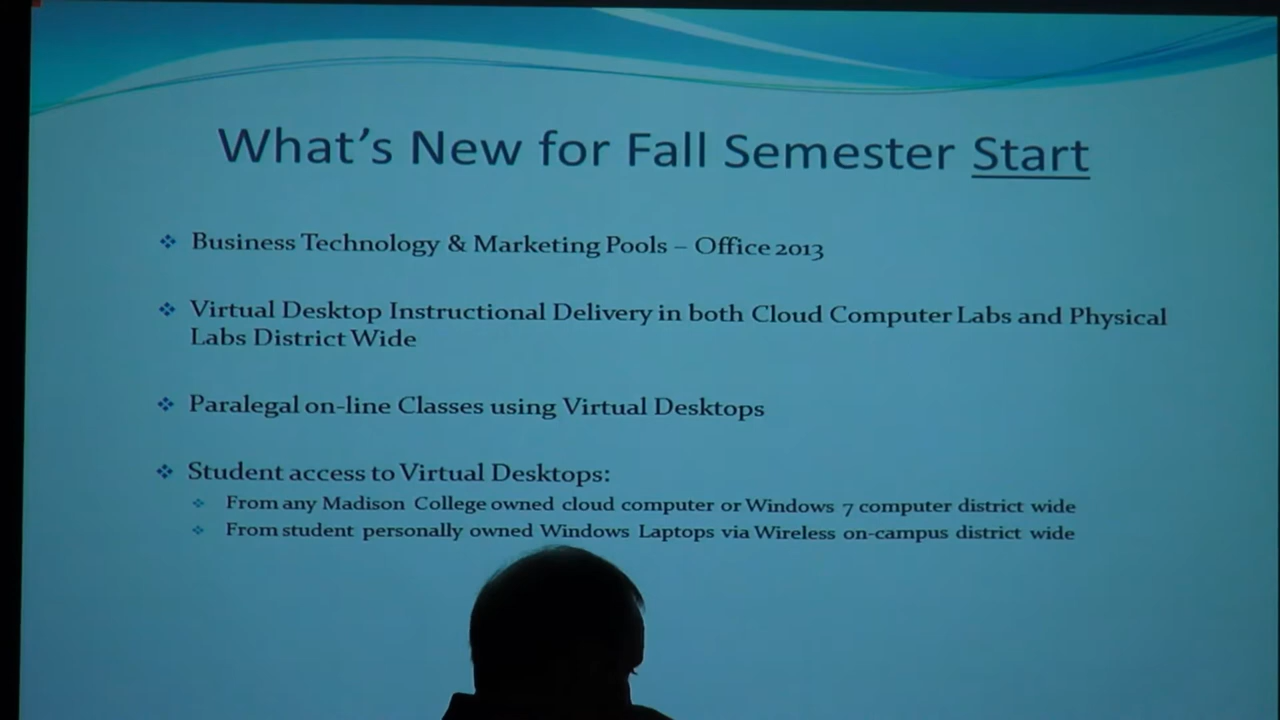 What's New for Fall Semester Start
Business Technology & Marketing Pools – Office 2013
Virtual Desktop Instructional Delivery in both Cloud Computer Labs and Physical
Labs District Wide
Paralegal on-line Classes using Virtual Desktops
Student access to Virtual Desktops:
From any Madison College owned cloud computer or Windows 7 computer district wide
From student personally owned Windows Laptops via Wireless on-campus district wide